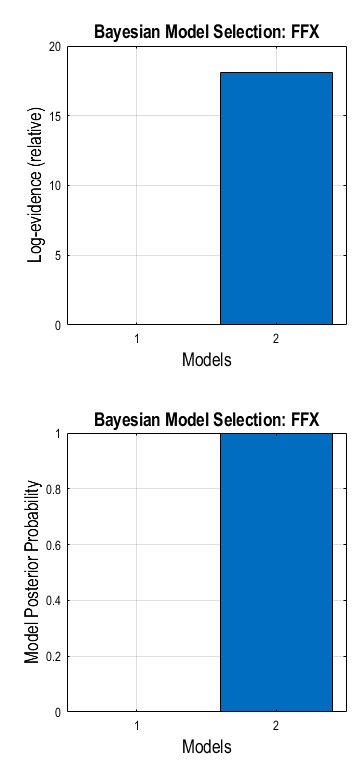 Bayesian Model Selection: FFX
20
15
10
5
0
Log-evidence (relative)
1 2
Models
Bayesian Model Selection: FFX
1
0.8
0.6
0.4
0.2
0
Model Posterior Probability
1 2
Models